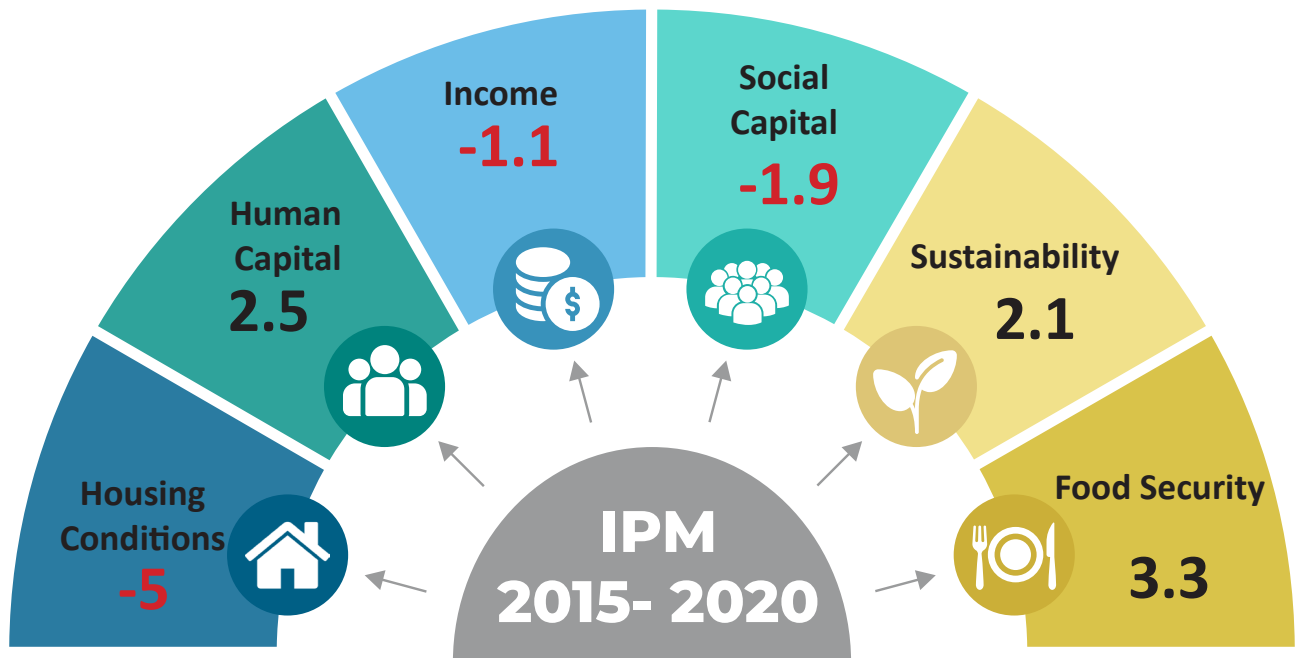 Housing
Conditions
-5
Human
Capital
2.5
Income
-1.1
$
Social
Capital
-1.9
Sustainability
2.1
Food Security
3.3
IPM
2015- 2020